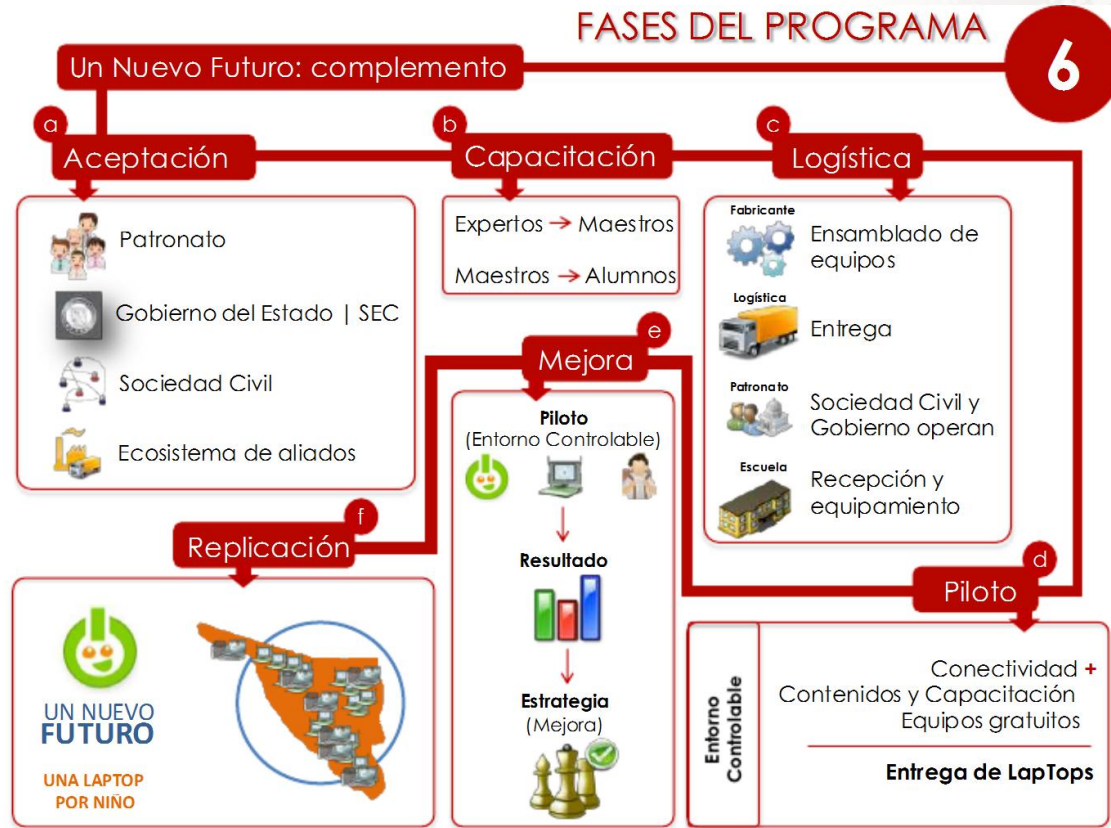 FASES DEL PROGRAMA
6
Un Nuevo Futuro: complemento
a
Aceptación
Patronato
Gobierno del Estado | SEC
Sociedad Civil
Ecosistema de aliados
b
Capacitación
Expertos → Maestros
Maestros → Alumnos
c
Logística
Fabricante
Ensamblado de
equipos
Logística
Entrega
Patronato
Sociedad Civil y
Gobierno operan
Escuela
Recepción y
equipamiento
d
Piloto
Entorno
Controlable
Conectividad +
Contenidos y Capacitación
Equipos gratuitos
Entrega de LapTops
e
Mejora
Piloto
(Entorno Controlable)
Resultado
Estrategia
(Mejora)
f
Replicación
UN NUEVO
FUTURO
UNA LAPTOP
POR NIÑO